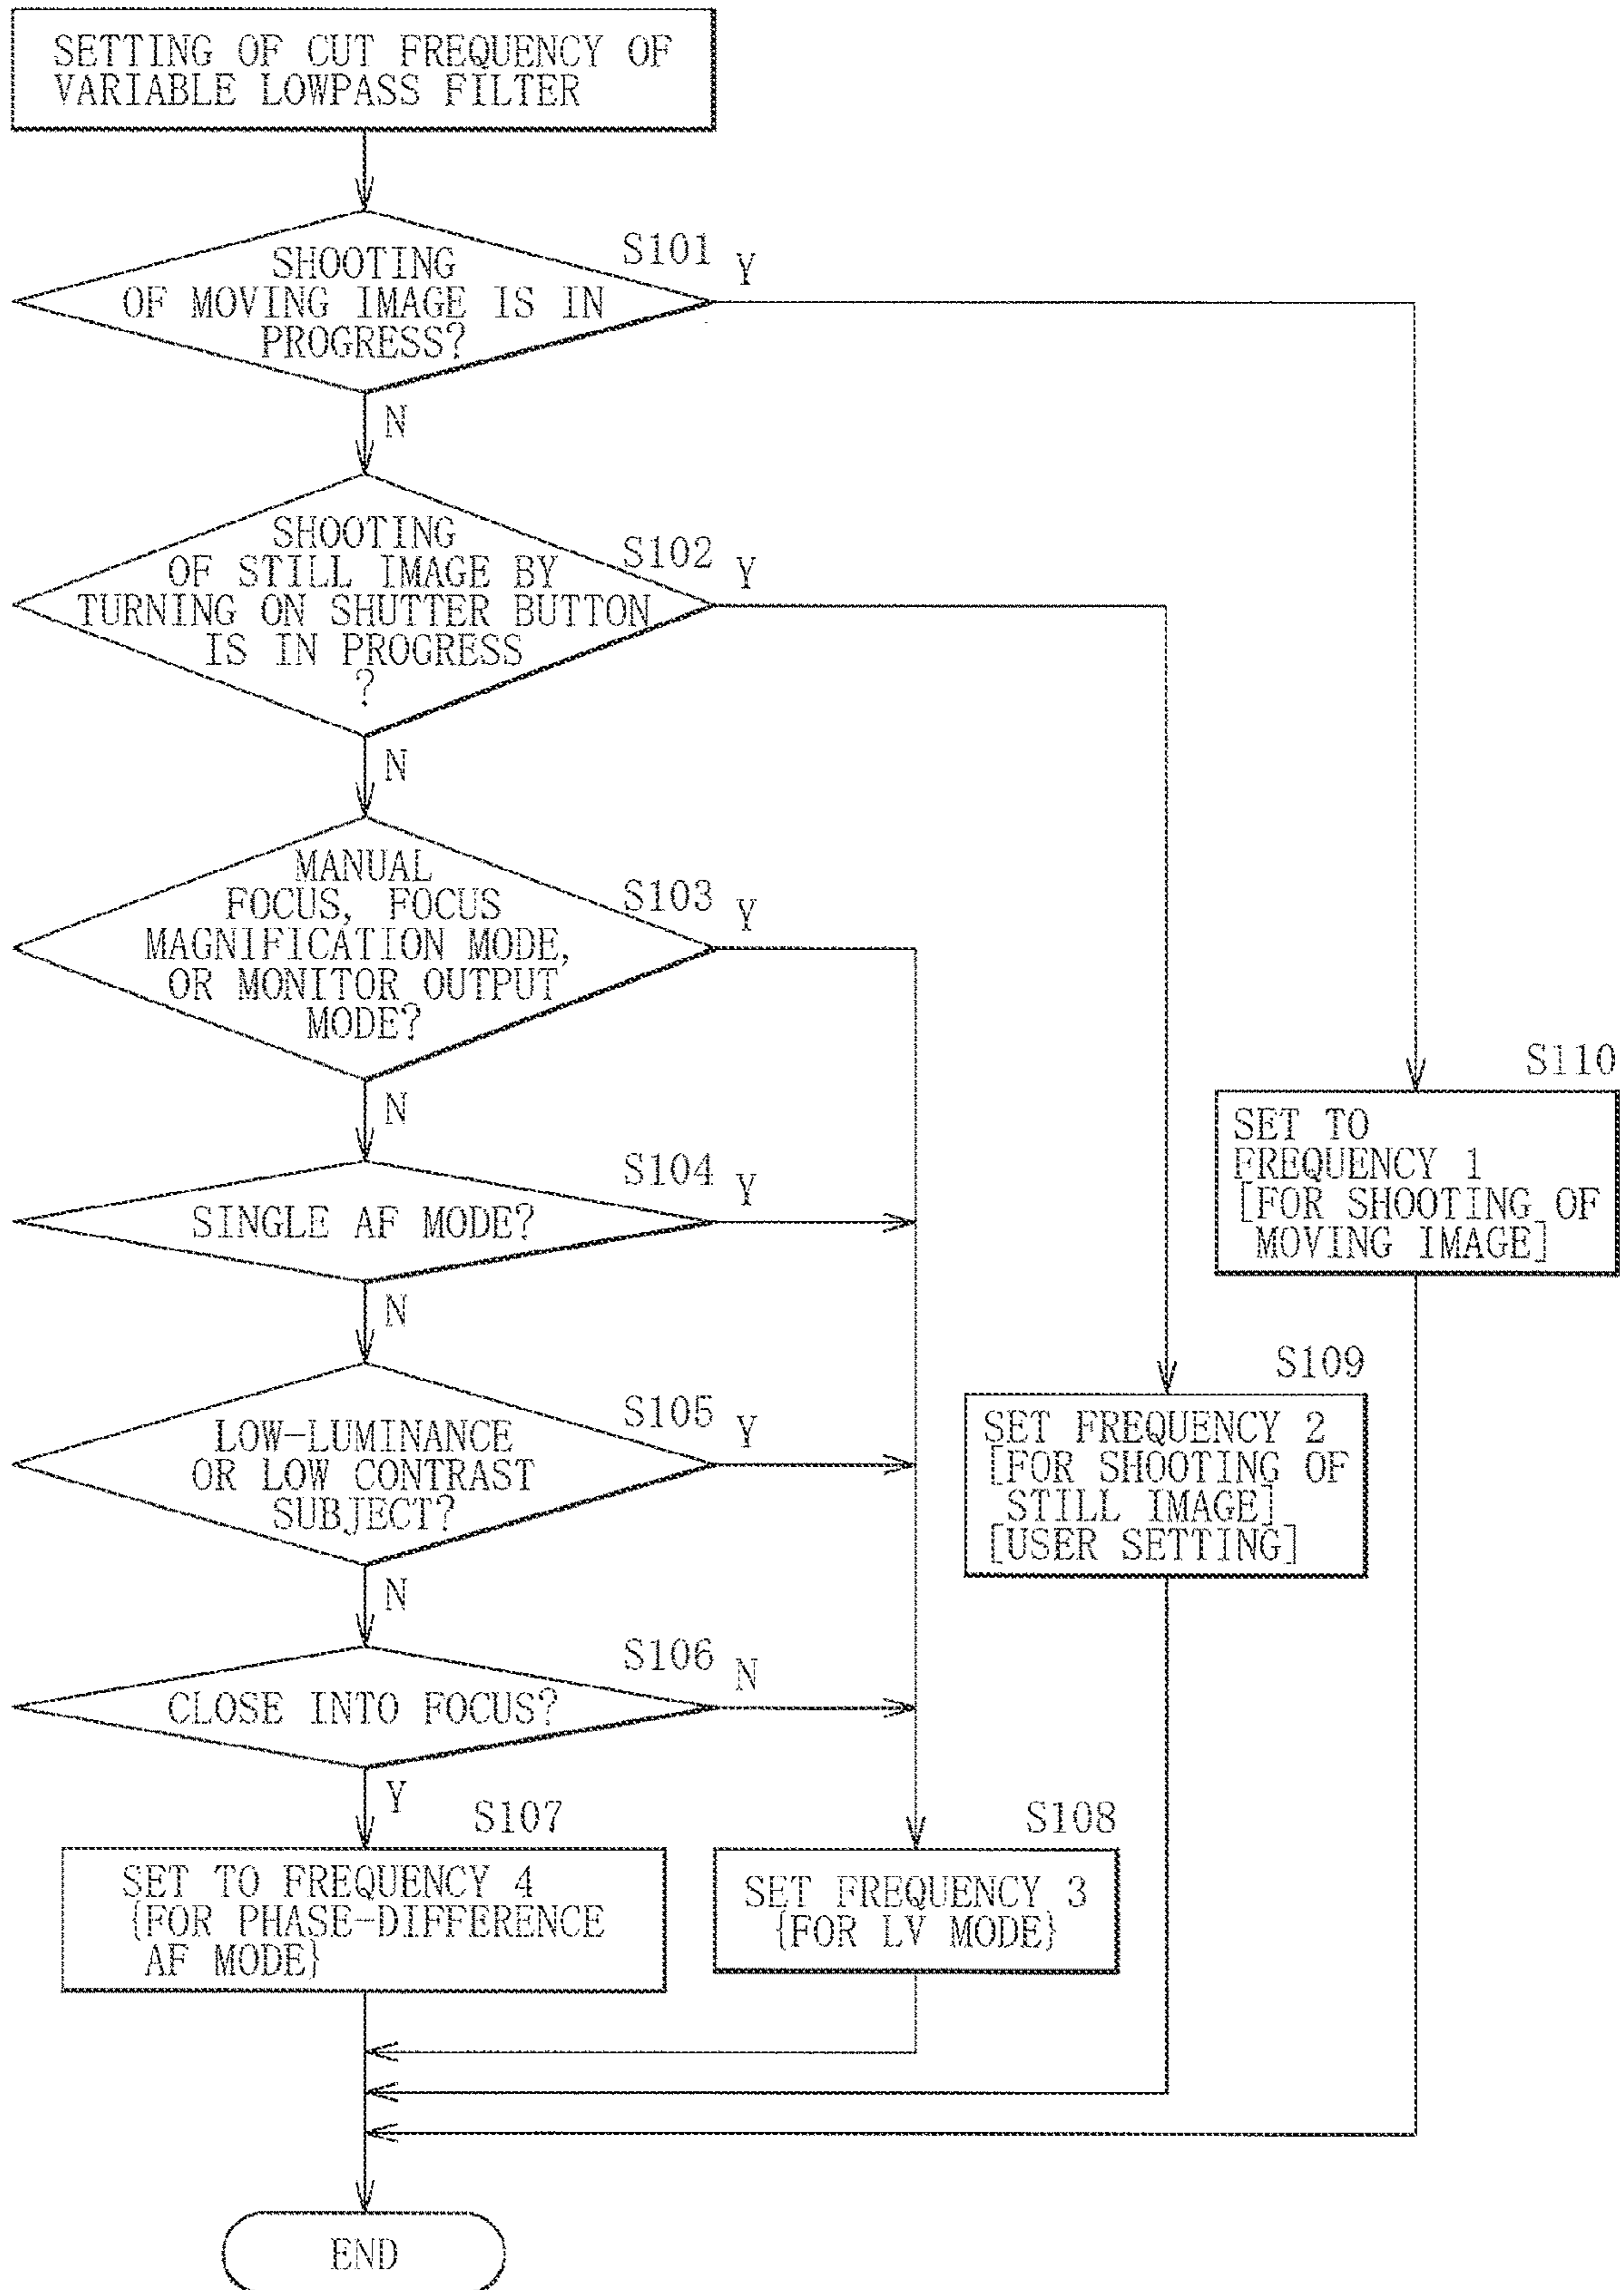 SETTING OF CUT FREQUENCY OF
VARIABLE LOWPASS FILTER
S101
Y
SHOOTING
OF MOVING IMAGE IS IN
PROGRESS?
N
S102
Y
SHOOTING
OF STILL IMAGE BY
TURNING ON SHUTTER BUTTON
IS IN PROGRESS
?
N
S103
Y
MANUAL
FOCUS, FOCUS
MAGNIFICATION MODE,
OR MONITOR OUTPUT
MODE?
N
S104
Y
SINGLE AF MODE?
N
S105
Y
LOW-LUMINANCE
OR LOW CONTRAST
SUBJECT?
N
S106
N
CLOSE INTO FOCUS?
Y
S107
SET TO FREQUENCY 4
{FOR PHASE-DIFFERENCE
AF MODE}
S108
SET FREQUENCY 3
{FOR LV MODE}
S109
SET FREQUENCY 2
[FOR SHOOTING OF
STILL IMAGE]
[USER SETTING]
S110
SET TO
FREQUENCY 1
[FOR SHOOTING OF
MOVING IMAGE]
END